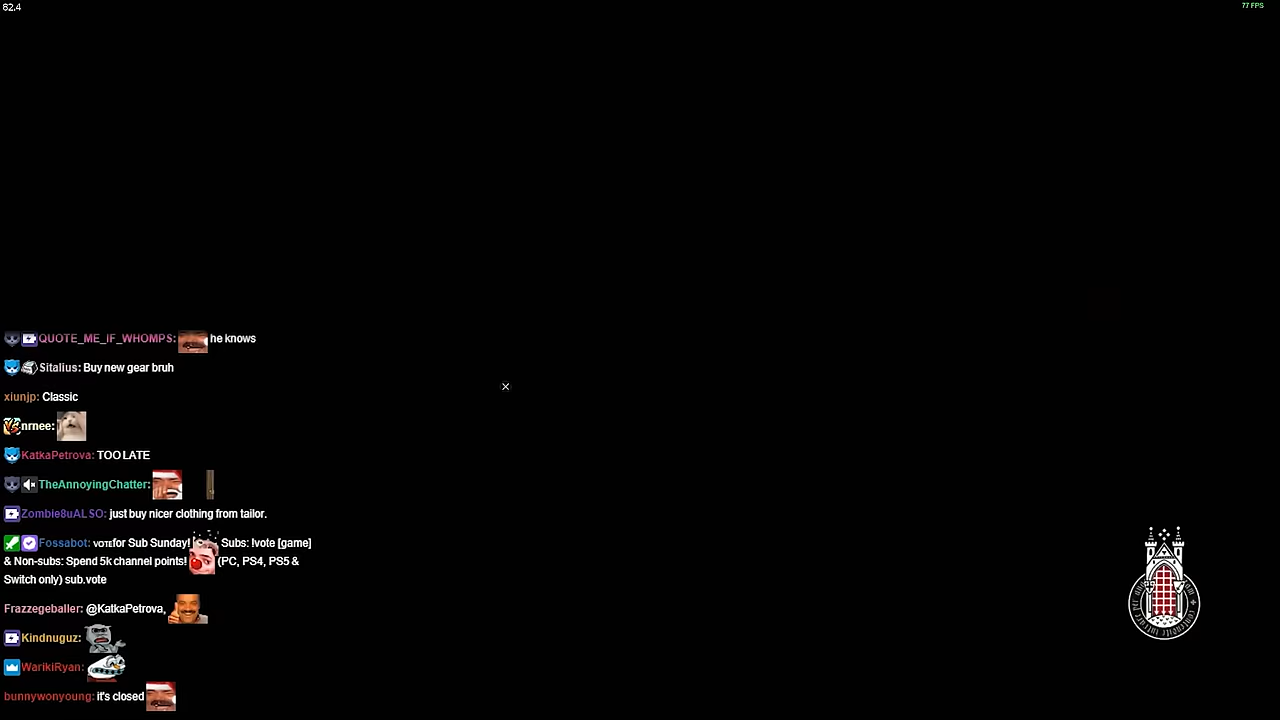 62.4
77 FPS
QUOTE_ME_IF_WHOMPS: he knows
Sitalius: Buy new gear bruh
xiunjp: Classic
nrnee:
KatkaPetrova: TOO LATE
TheAnnoyingChatter:
Zombie8uALSO: just buy nicer clothing from tailor.
Fossabot: ᴠᴏᴛᴇ for Sub Sunday! Subs: !vote [game]
& Non-subs: Spend 5k channel points! (PC, PS4, PS5 &
Switch only) sub.vote
Frazzegeballer: @KatkaPetrova,
Kindnuguz:
WarikiRyan:
bunnywonyoung: it's closed